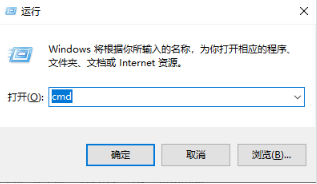 运行
Windows 将根据你所输入的名称，为你打开相应的程序、
文件夹、文档或 Internet 资源。
打开(O): cmd
确定 取消 浏览(B)...